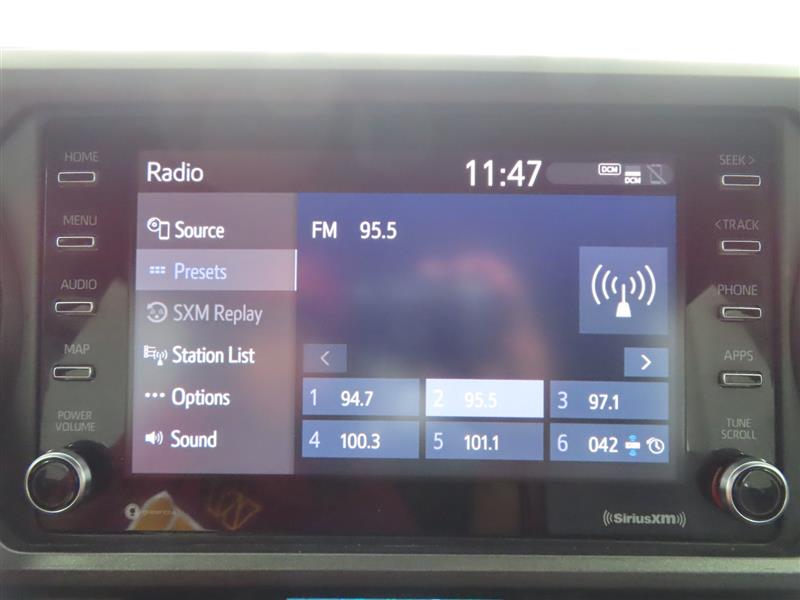 HOME
MENU
AUDIO
MAP
POWER
VOLUME
Radio
11:47
DCM
DCM
Source
Presets
SXM Replay
Station List
Options
Sound
FM 95.5
< >
1 94.7
2 95.5
3 97.1
4 100.3
5 101.1
6 042
SEEK >
< TRACK
PHONE
APPS
TUNE
SCROLL
((SiriusXM))